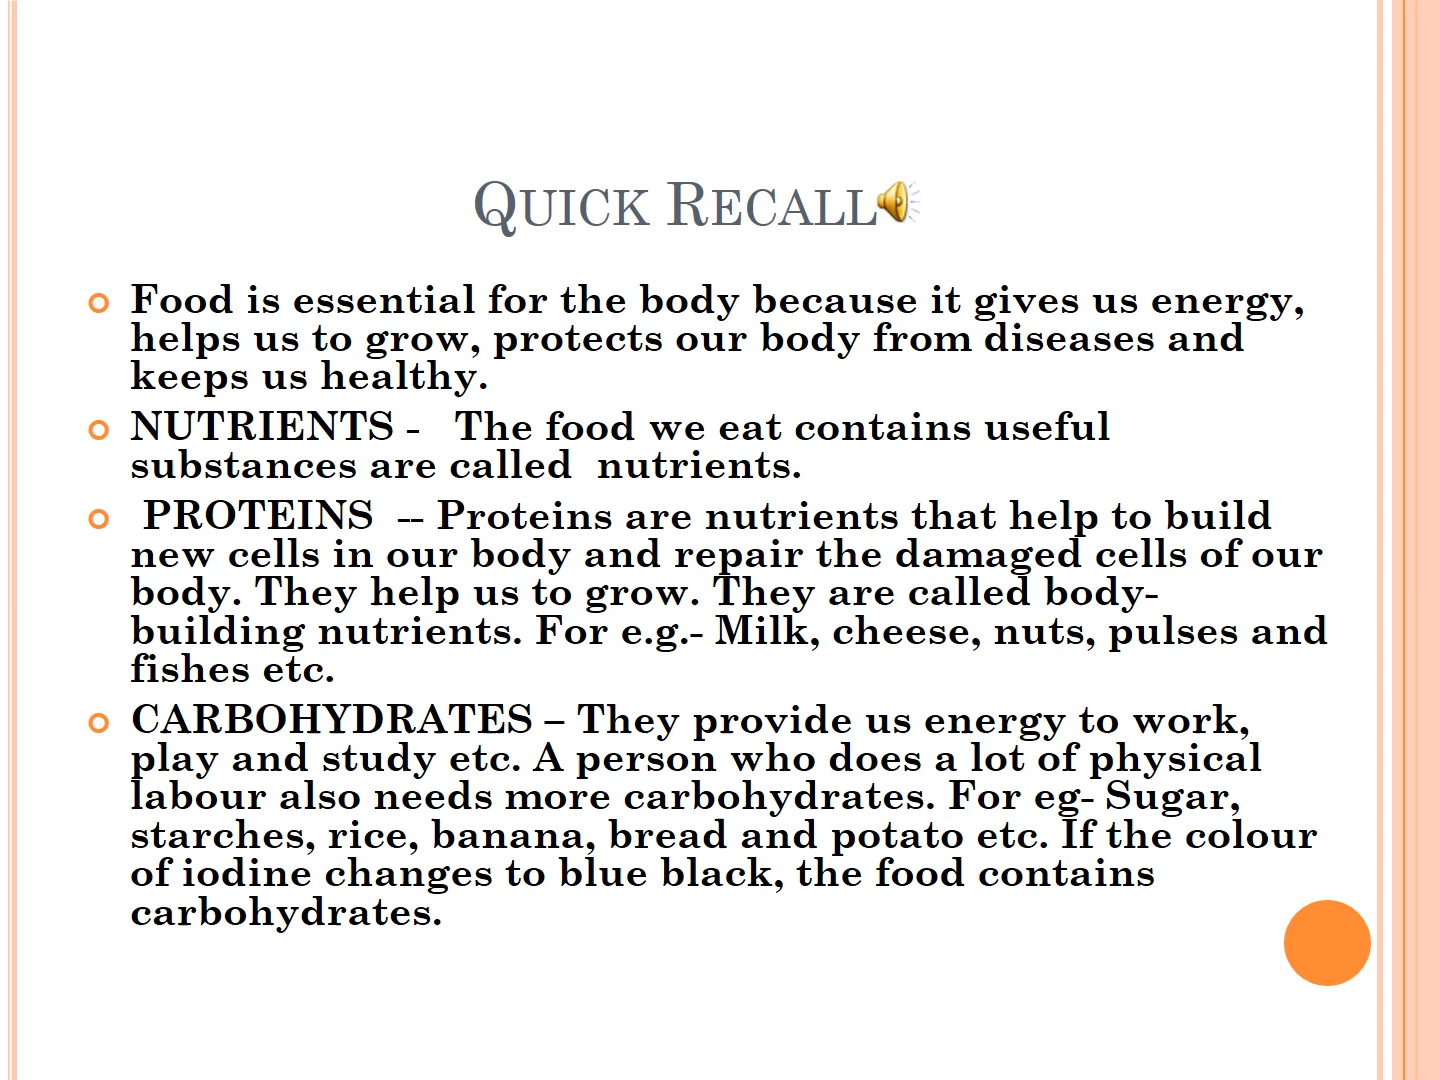 Quick Recall
Food is essential for the body because it gives us energy,
helps us to grow, protects our body from diseases and
keeps us healthy.
NUTRIENTS -   The food we eat contains useful
substances are called  nutrients.
PROTEINS  -- Proteins are nutrients that help to build
new cells in our body and repair the damaged cells of our
body. They help us to grow. They are called body-
building nutrients. For e.g.- Milk, cheese, nuts, pulses and
fishes etc.
CARBOHYDRATES – They provide us energy to work,
play and study etc. A person who does a lot of physical
labour also needs more carbohydrates. For eg- Sugar,
starches, rice, banana, bread and potato etc. If the colour
of iodine changes to blue black, the food contains
carbohydrates.